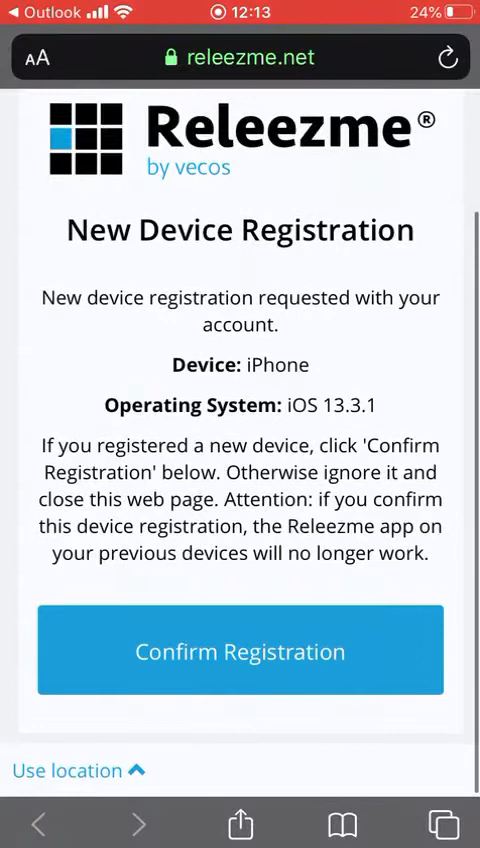 Outlook 12:13 24%
AA releezme.net
Releezme®
by vecos
New Device Registration
New device registration requested with your
account.
Device: iPhone
Operating System: iOS 13.3.1
If you registered a new device, click 'Confirm
Registration' below. Otherwise ignore it and
close this web page. Attention: if you confirm
this device registration, the Releezme app on
your previous devices will no longer work.
Confirm Registration
Use location